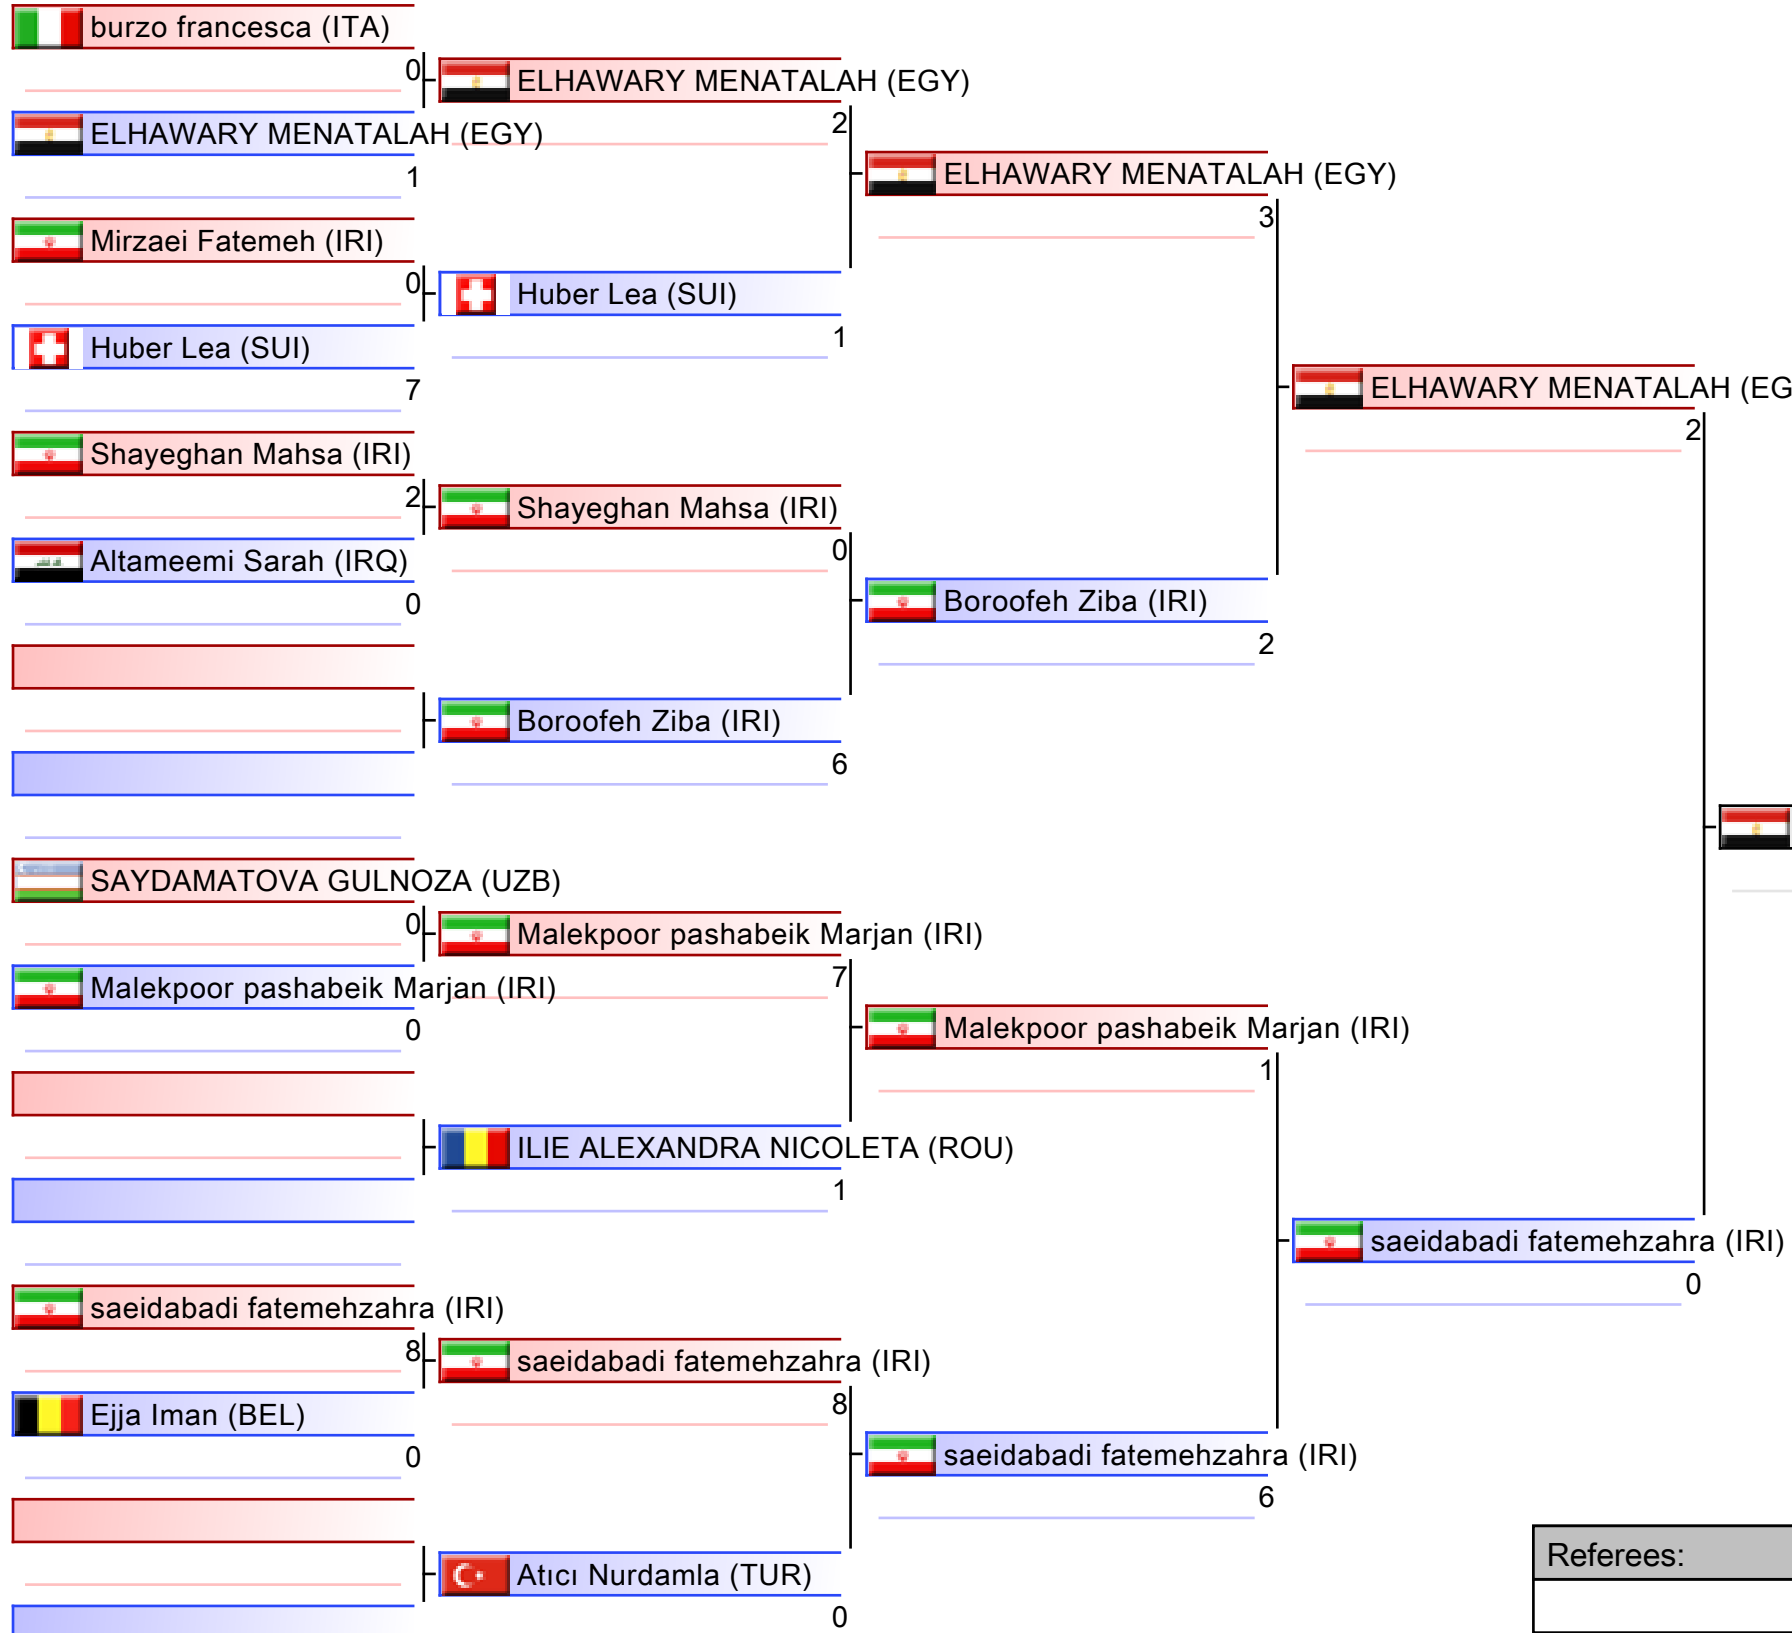 burzo francesca (ITA)
0
ELHAWARY MENATALAH (EGY)
1
Mirzaei Fatemeh (IRI)
0
Huber Lea (SUI)
7
Shayeghan Mahsa (IRI)
2
Altameemi Sarah (IRQ)
0
SAYDAMATOVA GULNOZA (UZB)
0
Malekpoor pashabeik Marjan (IRI)
0
saeidabadi fatemehzahra (IRI)
8
Ejja Iman (BEL)
0
ELHAWARY MENATALAH (EGY)
2
Huber Lea (SUI)
1
Shayeghan Mahsa (IRI)
0
Boroofeh Ziba (IRI)
6
Malekpoor pashabeik Marjan (IRI)
7
ILIE ALEXANDRA NICOLETA (ROU)
1
saeidabadi fatemehzahra (IRI)
8
Atıcı Nurdamla (TUR)
0
ELHAWARY MENATALAH (EGY)
3
Boroofeh Ziba (IRI)
2
Malekpoor pashabeik Marjan (IRI)
1
saeidabadi fatemehzahra (IRI)
6
ELHAWARY MENATALAH (EG
2
saeidabadi fatemehzahra (IRI)
0
Referees: